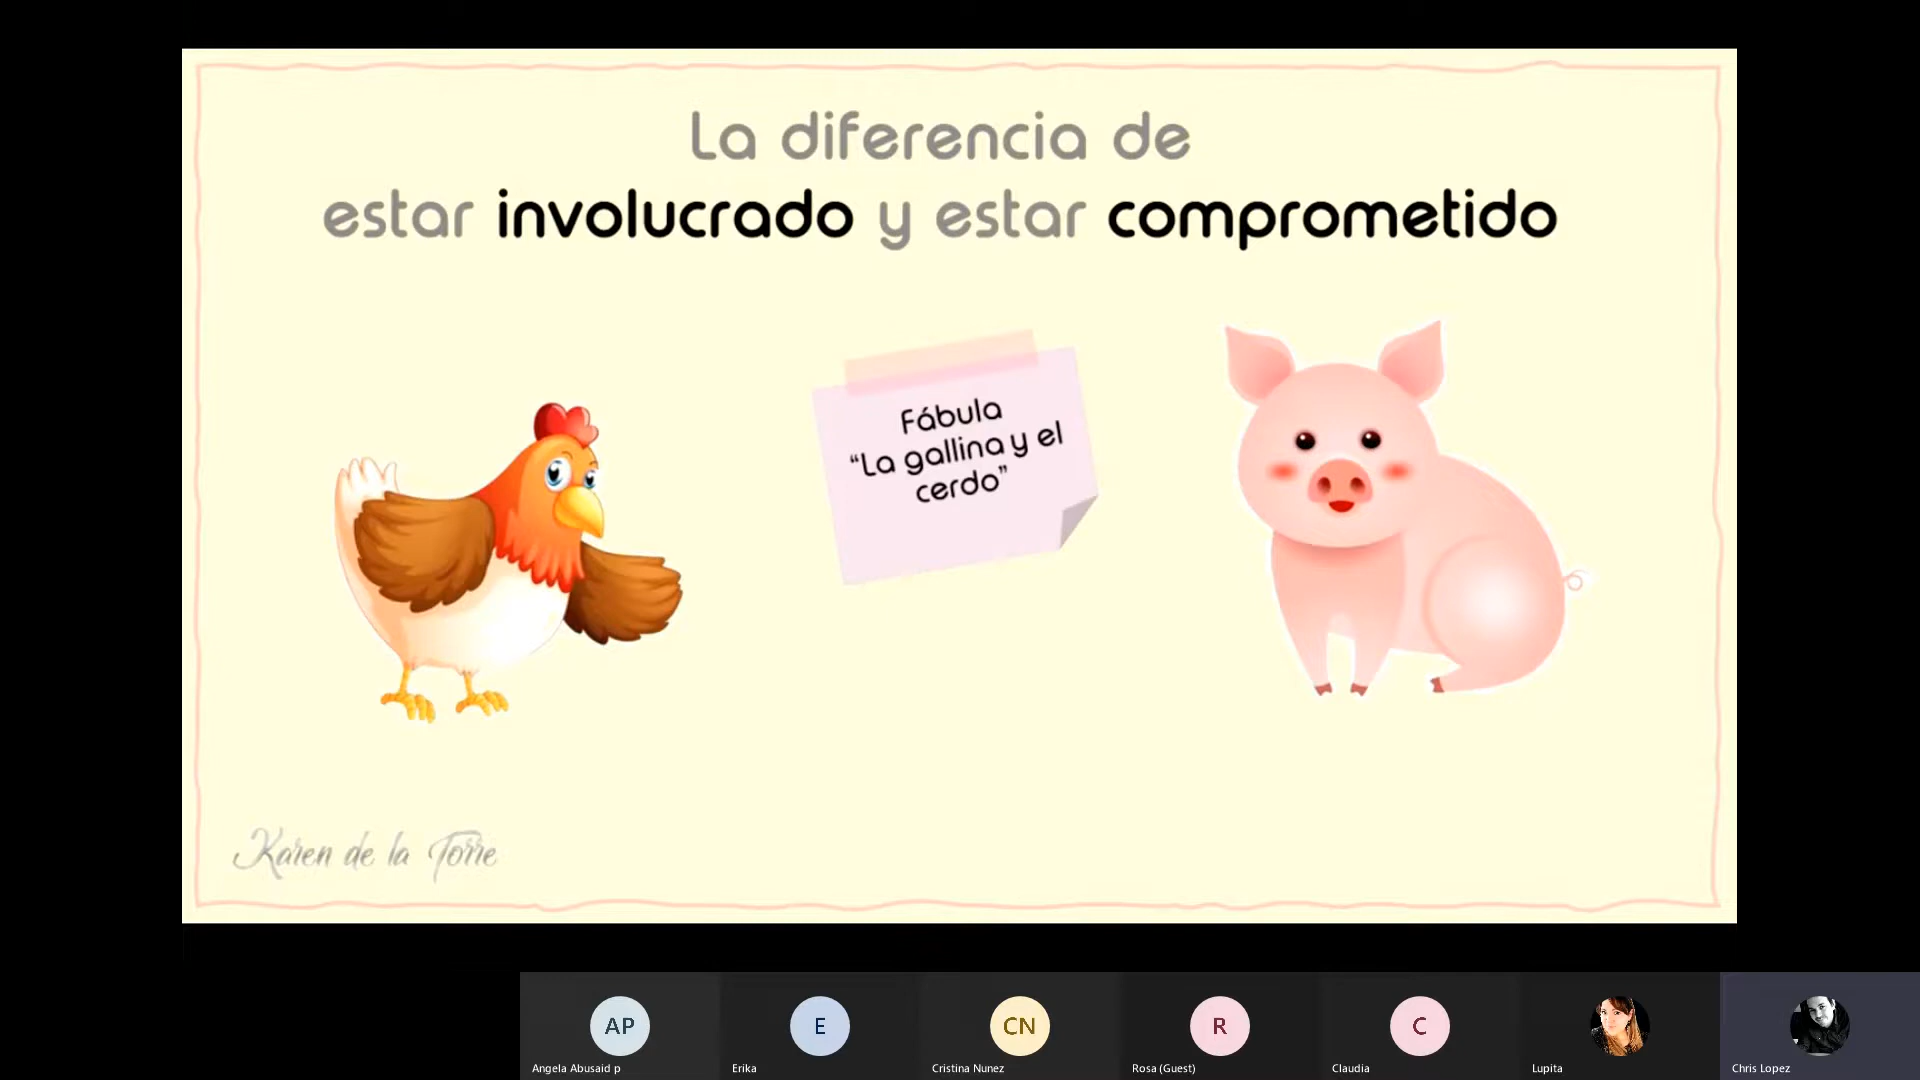 La diferencia de
estar involucrado y estar comprometido
Fábula
“La gallina y el
cerdo”
Karen de la Torre
AP
E
CN
R
C
Angela Abusaid p
Erika
Cristina Nunez
Rosa (Guest)
Claudia
Lupita
Chris Lopez